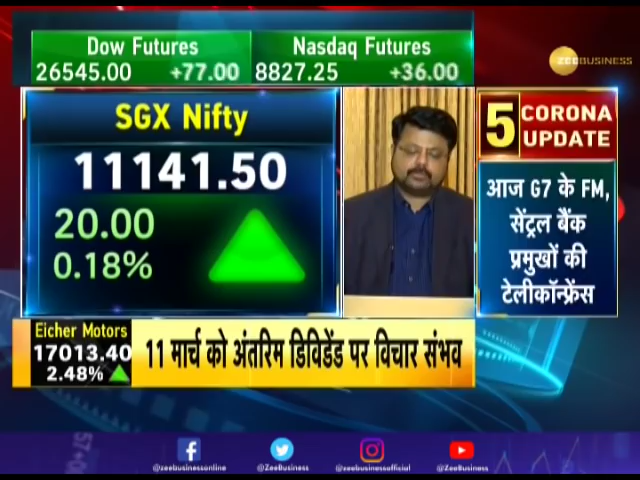 Dow Futures
26545.00 +77.00
Nasdaq Futures
8827.25 +36.00
ZEEBUSINESS
SGX Nifty
11141.50
20.00
0.18%
5 CORONA
UPDATE
आज G7 के FM,
सेंट्रल बैंक
प्रमुखों की
टेलीकॉन्फ्रेंस
Eicher Motors
17013.40
2.48%
11 मार्च को अंतरिम डिविडेंड पर विचार संभव
@zeebusinessonline
@ZeeBusiness
@zeebusinessofficial
@ZeeBusiness